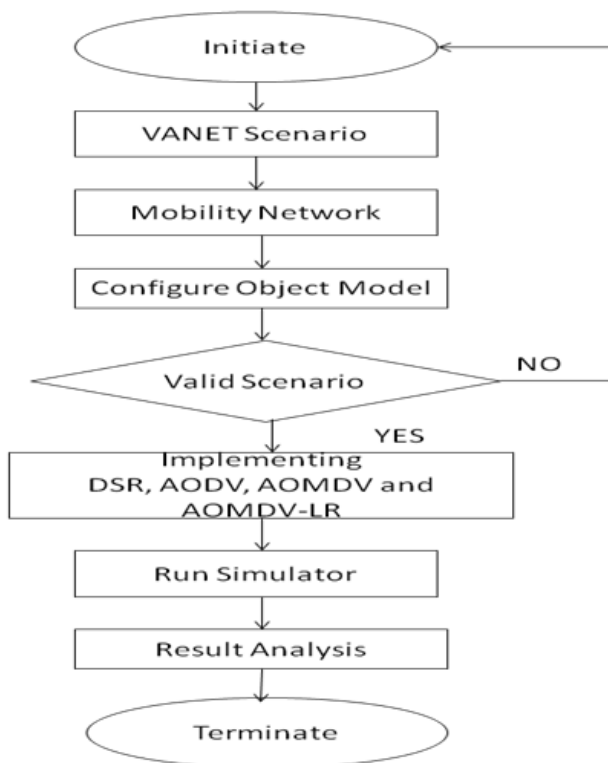 Initiate
VANET Scenario
Mobility Network
Configure Object Model
Valid Scenario
NO
YES
Implementing
DSR, AODV, AOMDV and
AOMDV-LR
Run Simulator
Result Analysis
Terminate